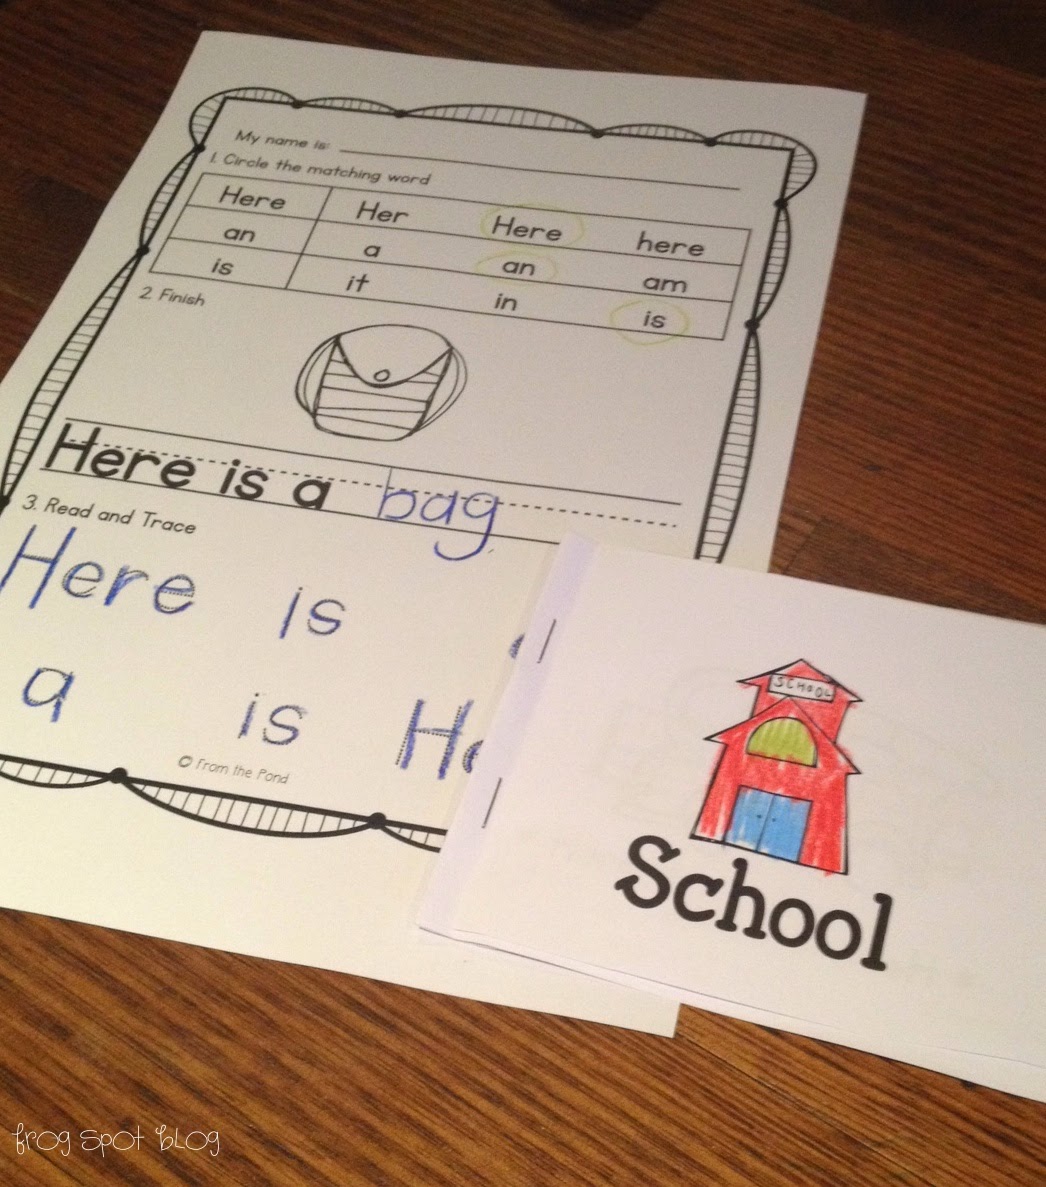 My name is:
1. Circle the matching word
Here Her Here here
an a an am
is it in is
2. Finish
Here is a bag
3. Read and Trace
Here is
a is He
© From the Pond
SCHOOL
School
frog spot blog